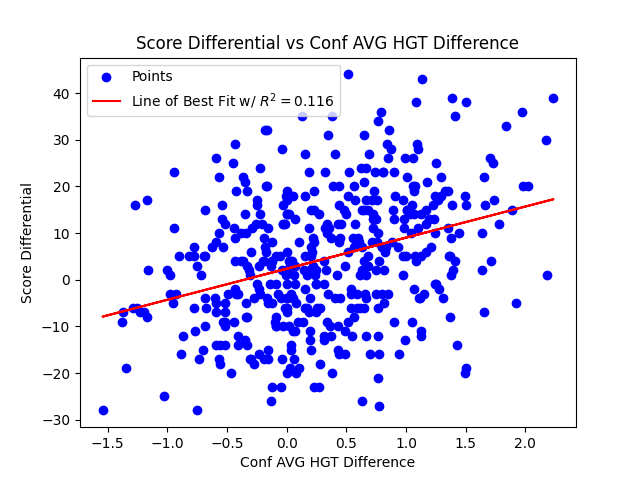 Score Differential vs Conf AVG HGT Difference
Points
Line of Best Fit w/ R² = 0.116
Score Differential
40
30
20
10
0
−10
−20
−30
−1.5 −1.0 −0.5 0.0 0.5 1.0 1.5 2.0
Conf AVG HGT Difference